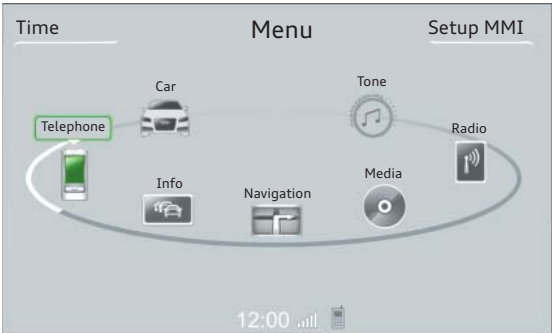 Time
Menu
Setup MMI
Car
Tone
Telephone
Radio
Info
Media
Navigation
12:00